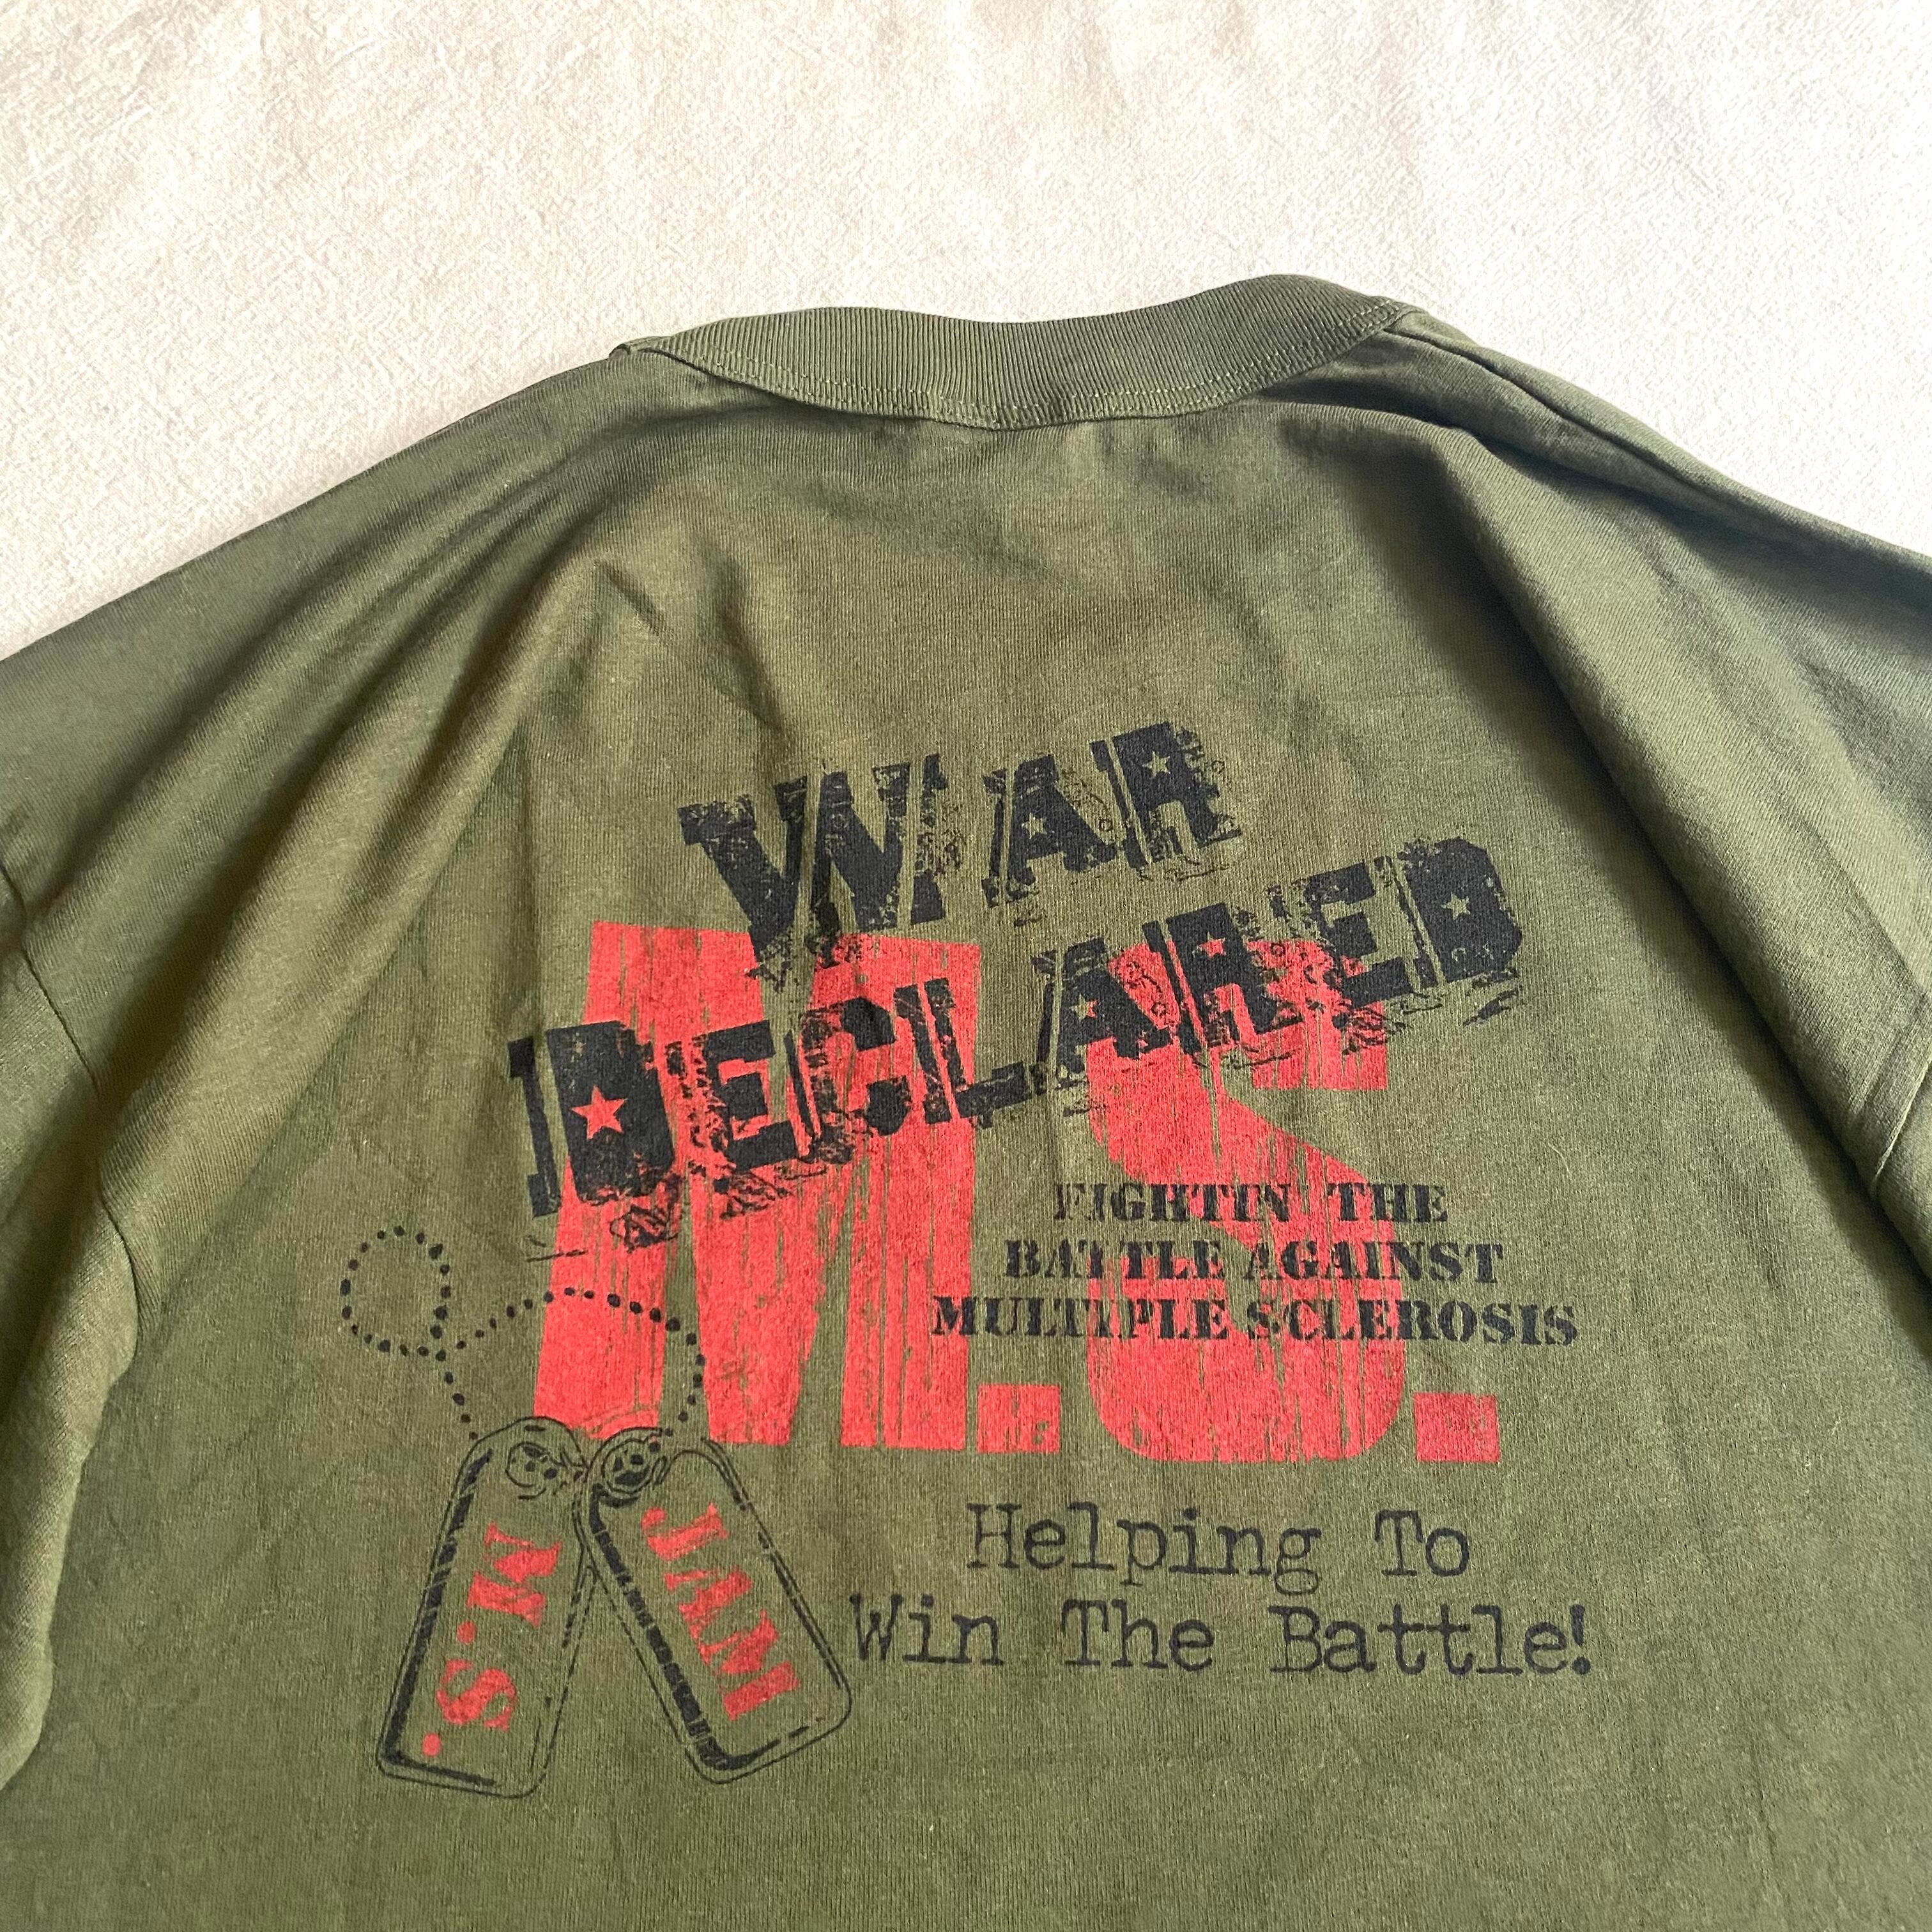 WAR
DECLARED
M.S.
FIGHTIN' THE
BATTLE AGAINST
MULTIPLE SCLEROSIS
M.S.
JAM
Helping To
Win The Battle!